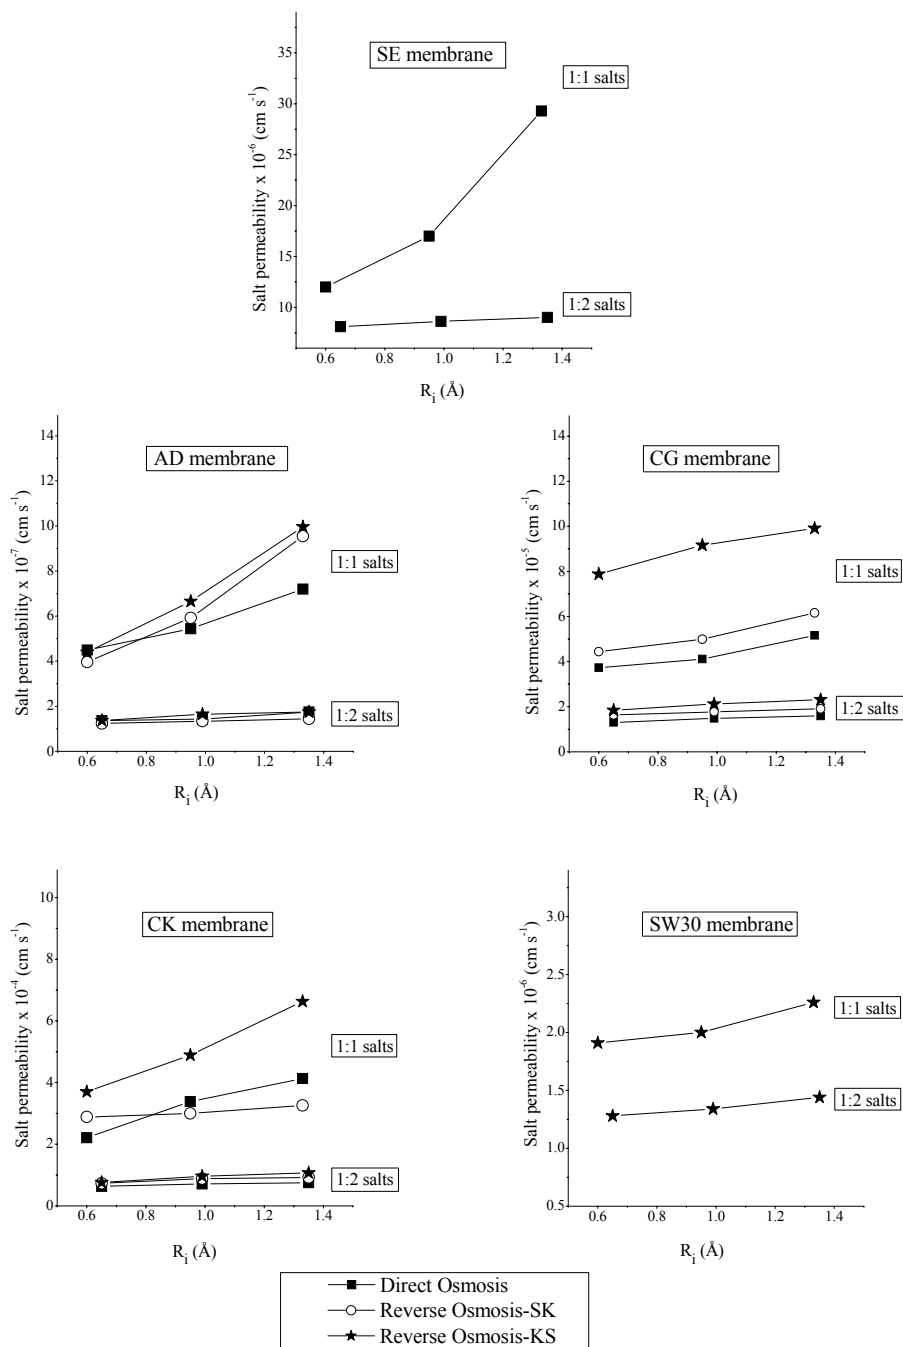 SE membrane
1:1 salts
1:2 salts
Salt permeability x 10⁻⁶ (cm s⁻¹)
35
30
25
20
15
10
0.6 0.8 1.0 1.2 1.4
Rᵢ (Å)
AD membrane
1:1 salts
1:2 salts
Salt permeability x 10⁻⁷ (cm s⁻¹)
14
12
10
8
6
4
2
0
0.6 0.8 1.0 1.2 1.4
Rᵢ (Å)
CG membrane
1:1 salts
1:2 salts
Salt permeability x 10⁻⁵ (cm s⁻¹)
14
12
10
8
6
4
2
0
0.6 0.8 1.0 1.2 1.4
Rᵢ (Å)
CK membrane
1:1 salts
1:2 salts
Salt permeability x 10⁻⁴ (cm s⁻¹)
10
8
6
4
2
0
0.6 0.8 1.0 1.2 1.4
Rᵢ (Å)
SW30 membrane
1:1 salts
1:2 salts
Salt permeability x 10⁻⁶ (cm s⁻¹)
3.0
2.5
2.0
1.5
1.0
0.5
0.6 0.8 1.0 1.2 1.4
Rᵢ (Å)
Direct Osmosis
Reverse Osmosis-SK
Reverse Osmosis-KS